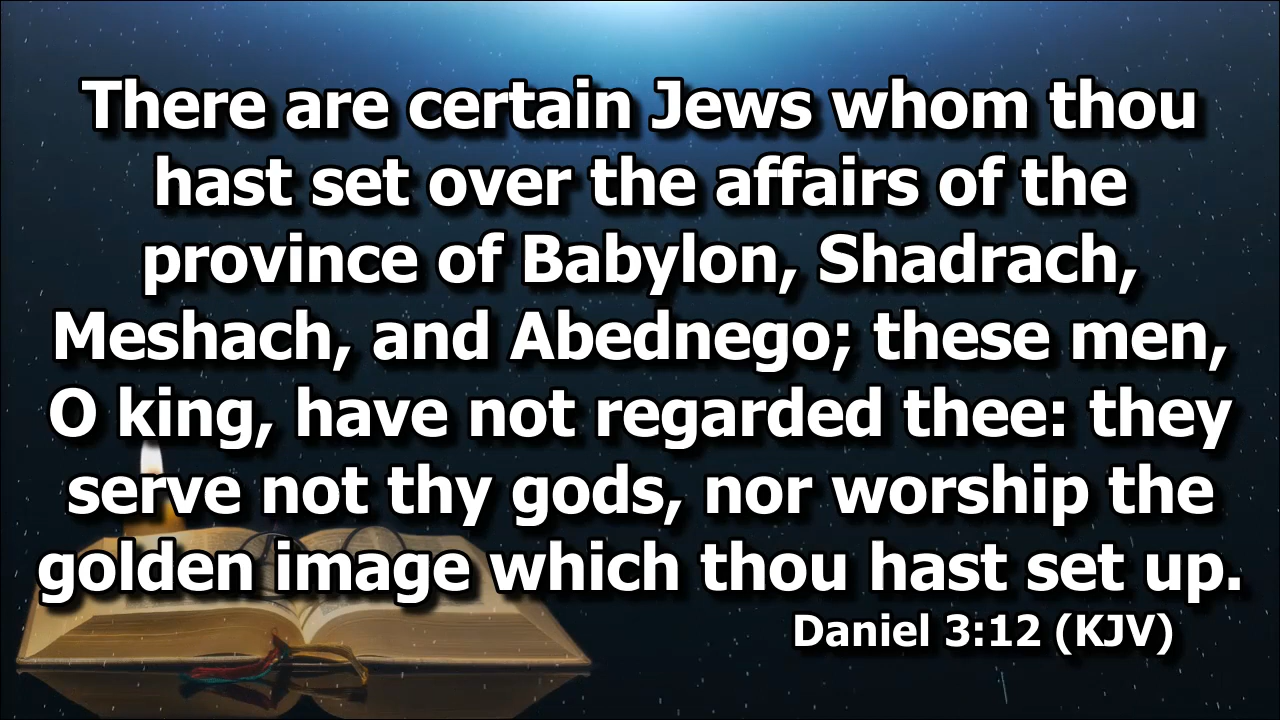 There are certain Jews whom thou
hast set over the affairs of the
province of Babylon, Shadrach,
Meshach, and Abednego; these men,
O king, have not regarded thee: they
serve not thy gods, nor worship the
golden image which thou hast set up.
Daniel 3:12 (KJV)